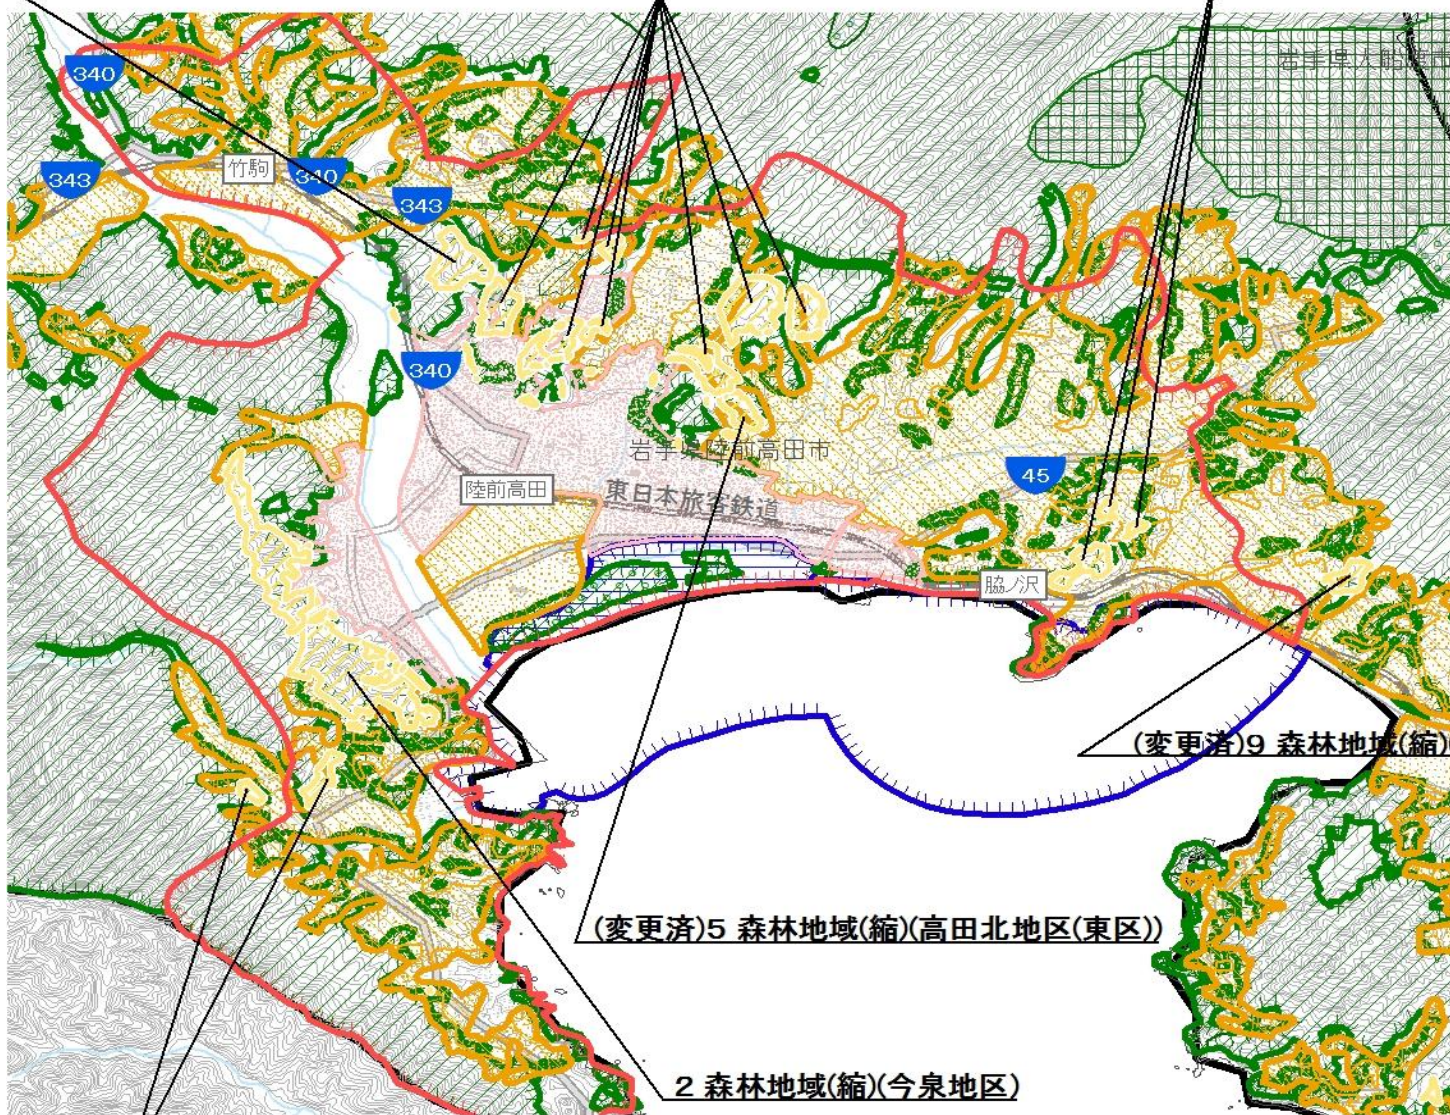 岩手県大船渡市
340
竹駒
343
340
343
340
岩手県陸前高田市
45
陸前高田
東日本旅客鉄道
脇ノ沢
(変更済)9 森林地域(縮)
(変更済)5 森林地域(縮)(高田北地区(東区))
2 森林地域(縮)(今泉地区)